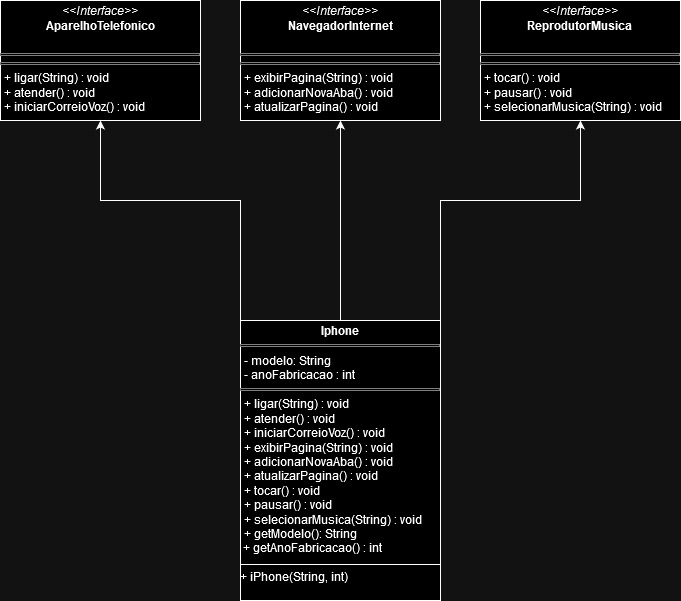 <<Interface>>
AparelhoTelefonico
+ ligar(String) : void
+ atender() : void
+ iniciarCorreioVoz() : void
<<Interface>>
NavegadorInternet
+ exibirPagina(String) : void
+ adicionarNovaAba() : void
+ atualizarPagina() : void
<<Interface>>
ReprodutorMusica
+ tocar() : void
+ pausar() : void
+ selecionarMusica(String) : void
Iphone
- modelo: String
- anoFabricacao : int
+ ligar(String) : void
+ atender() : void
+ iniciarCorreioVoz() : void
+ exibirPagina(String) : void
+ adicionarNovaAba() : void
+ atualizarPagina() : void
+ tocar() : void
+ pausar() : void
+ selecionarMusica(String) : void
+ getModelo(): String
+ getAnoFabricacao() : int
+ iPhone(String, int)